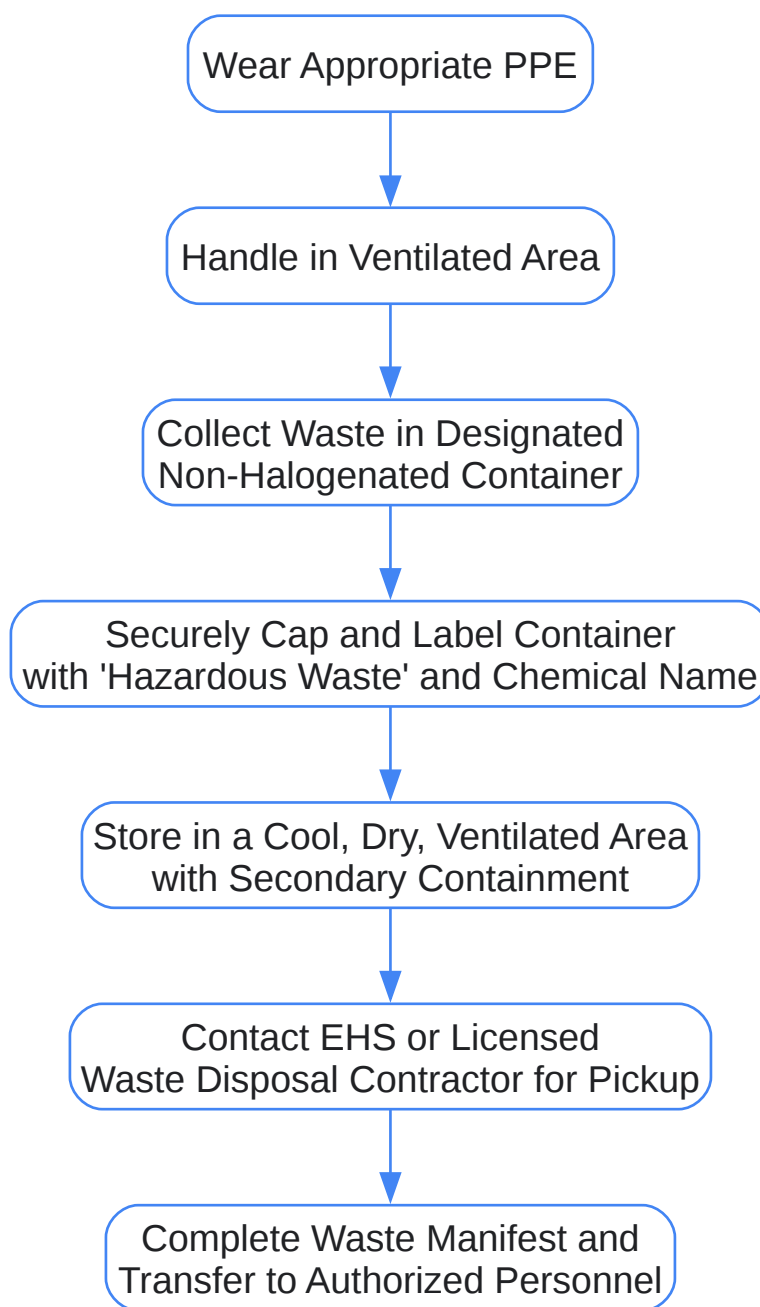 Wear Appropriate PPE
Handle in Ventilated Area
Collect Waste in Designated
Non-Halogenated Container
Securely Cap and Label Container
with 'Hazardous Waste' and Chemical Name
Store in a Cool, Dry, Ventilated Area
with Secondary Containment
Contact EHS or Licensed
Waste Disposal Contractor for Pickup
Complete Waste Manifest and
Transfer to Authorized Personnel